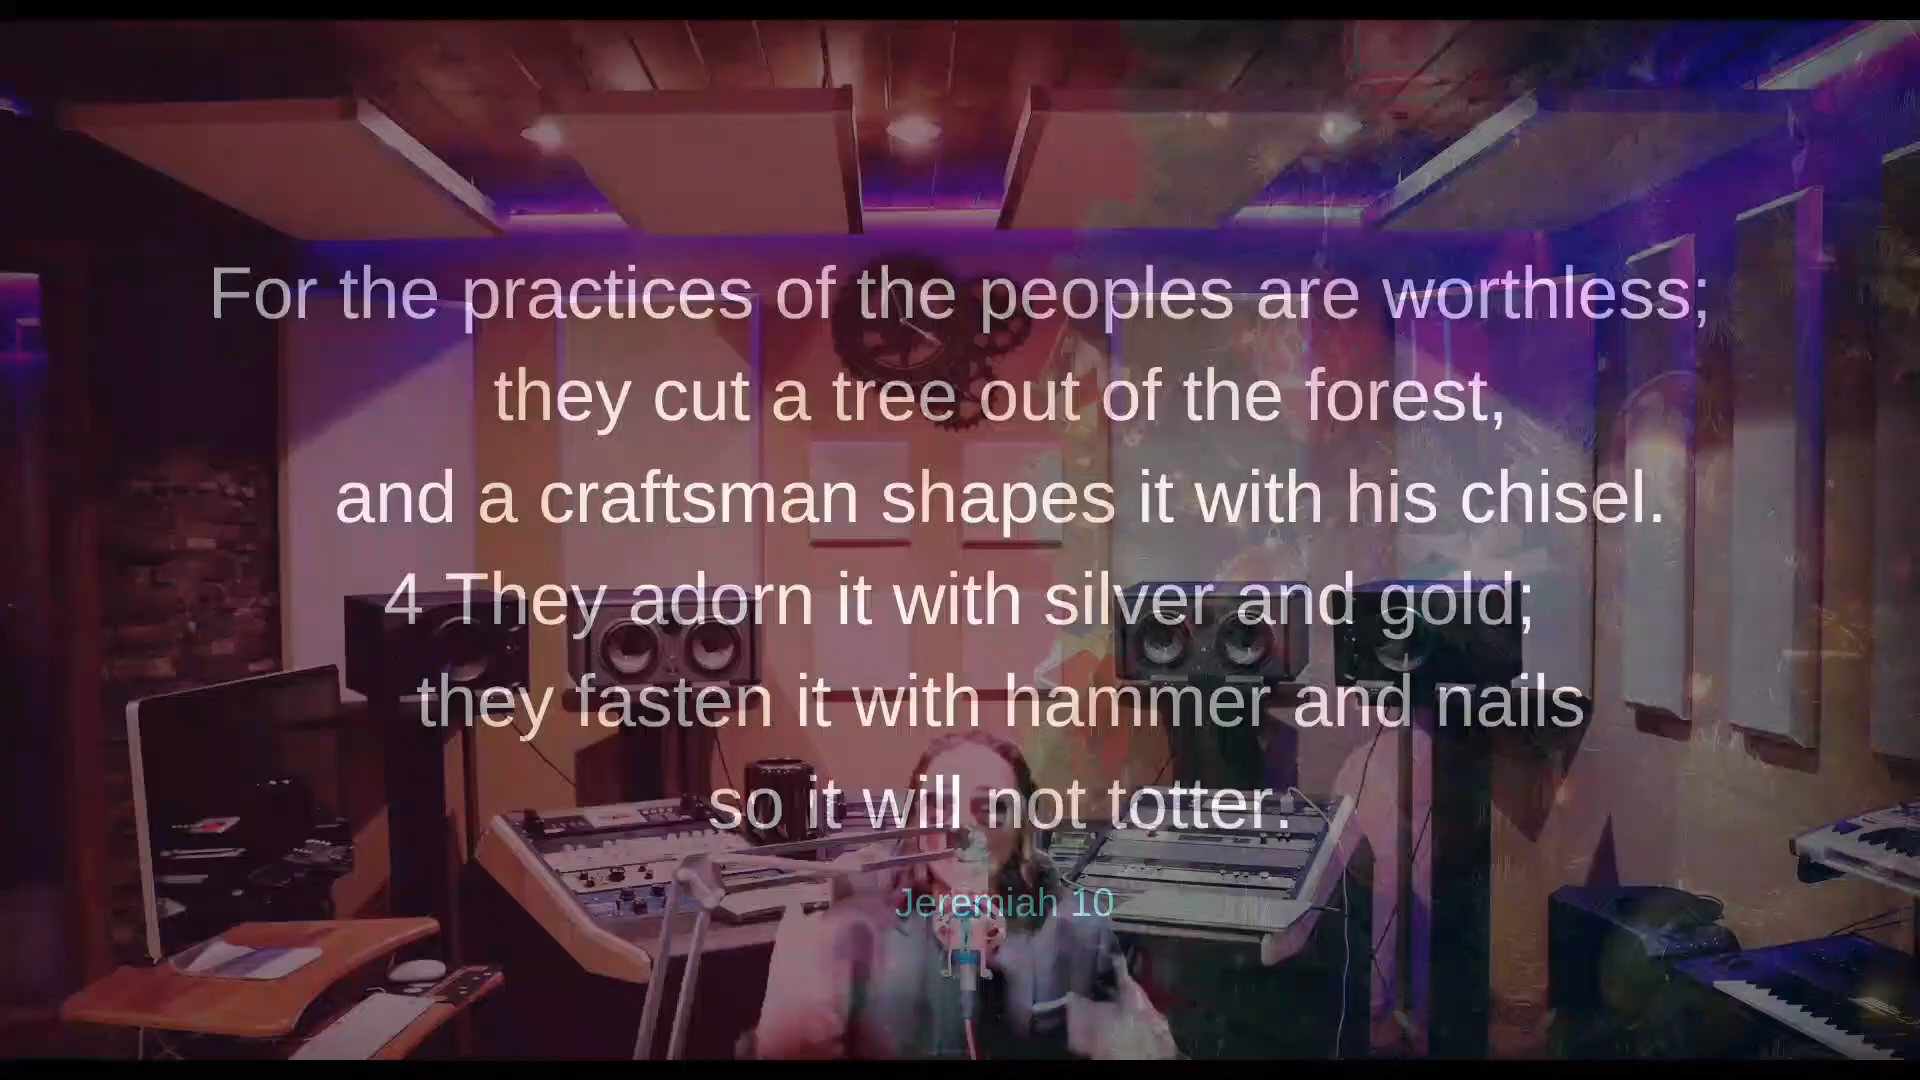 For the practices of the peoples are worthless;
they cut a tree out of the forest,
and a craftsman shapes it with his chisel.
4 They adorn it with silver and gold;
they fasten it with hammer and nails
so it will not totter.
Jeremiah 10